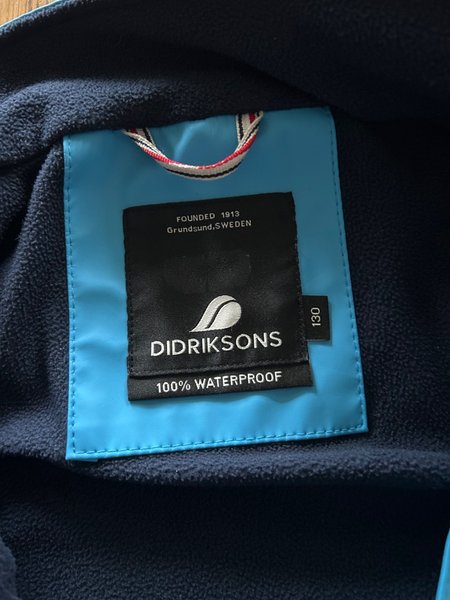 FOUNDED 1913
Grundsund,SWEDEN
DIDRIKSONS
130
100% WATERPROOF